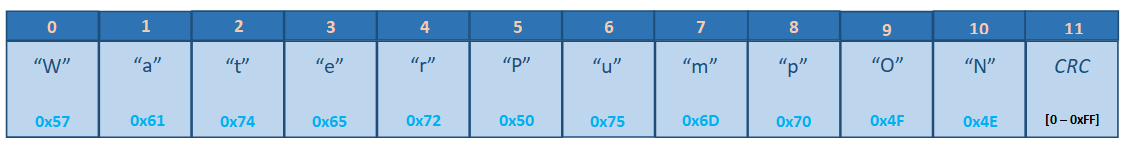 0 1 2 3 4 5 6 7 8 9 10 11
“W” “a” “t” “e” “r” “P” “u” “m” “p” “O” “N” CRC
0x57 0x61 0x74 0x65 0x72 0x50 0x75 0x6D 0x70 0x4F 0x4E [0 – 0xFF]